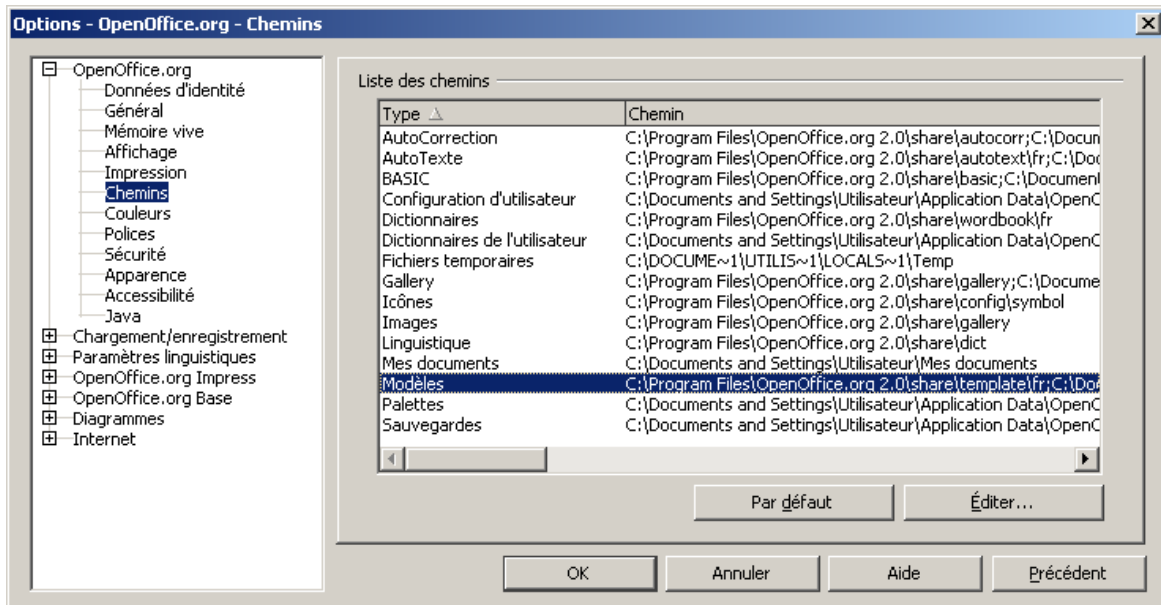 Options - OpenOffice.org - Chemins
OpenOffice.org
Données d'identité
Général
Mémoire vive
Affichage
Impression
Chemins
Couleurs
Polices
Sécurité
Apparence
Accessibilité
Java
Chargement/enregistrement
Paramètres linguistiques
OpenOffice.org Impress
OpenOffice.org Base
Diagrammes
Internet
Liste des chemins
Type Chemin
AutoCorrection C:\Program Files\OpenOffice.org 2.0\share\autocorr;C:\Docun
AutoTexte C:\Program Files\OpenOffice.org 2.0\share\autotext\fr;C:\Doc
BASIC C:\Program Files\OpenOffice.org 2.0\share\basic;C:\Document
Configuration d'utilisateur C:\Documents and Settings\Utilisateur\Application Data\OpenO
Dictionnaires C:\Program Files\OpenOffice.org 2.0\share\wordbook\fr
Dictionnaires de l'utilisateur C:\Documents and Settings\Utilisateur\Application Data\OpenO
Fichiers temporaires C:\DOCUME~1\UTILIS~1\LOCALS~1\Temp
Gallery C:\Program Files\OpenOffice.org 2.0\share\gallery;C:\Docume
Icônes C:\Program Files\OpenOffice.org 2.0\share\config\symbol
Images C:\Program Files\OpenOffice.org 2.0\share\gallery
Linguistique C:\Program Files\OpenOffice.org 2.0\share\dict
Mes documents C:\Documents and Settings\Utilisateur\Mes documents
Modèles C:\Program Files\OpenOffice.org 2.0\share\template\fr;C:\Do
Palettes C:\Documents and Settings\Utilisateur\Application Data\OpenO
Sauvegardes C:\Documents and Settings\Utilisateur\Application Data\OpenO
Par défaut Éditer...
OK Annuler Aide Précédent